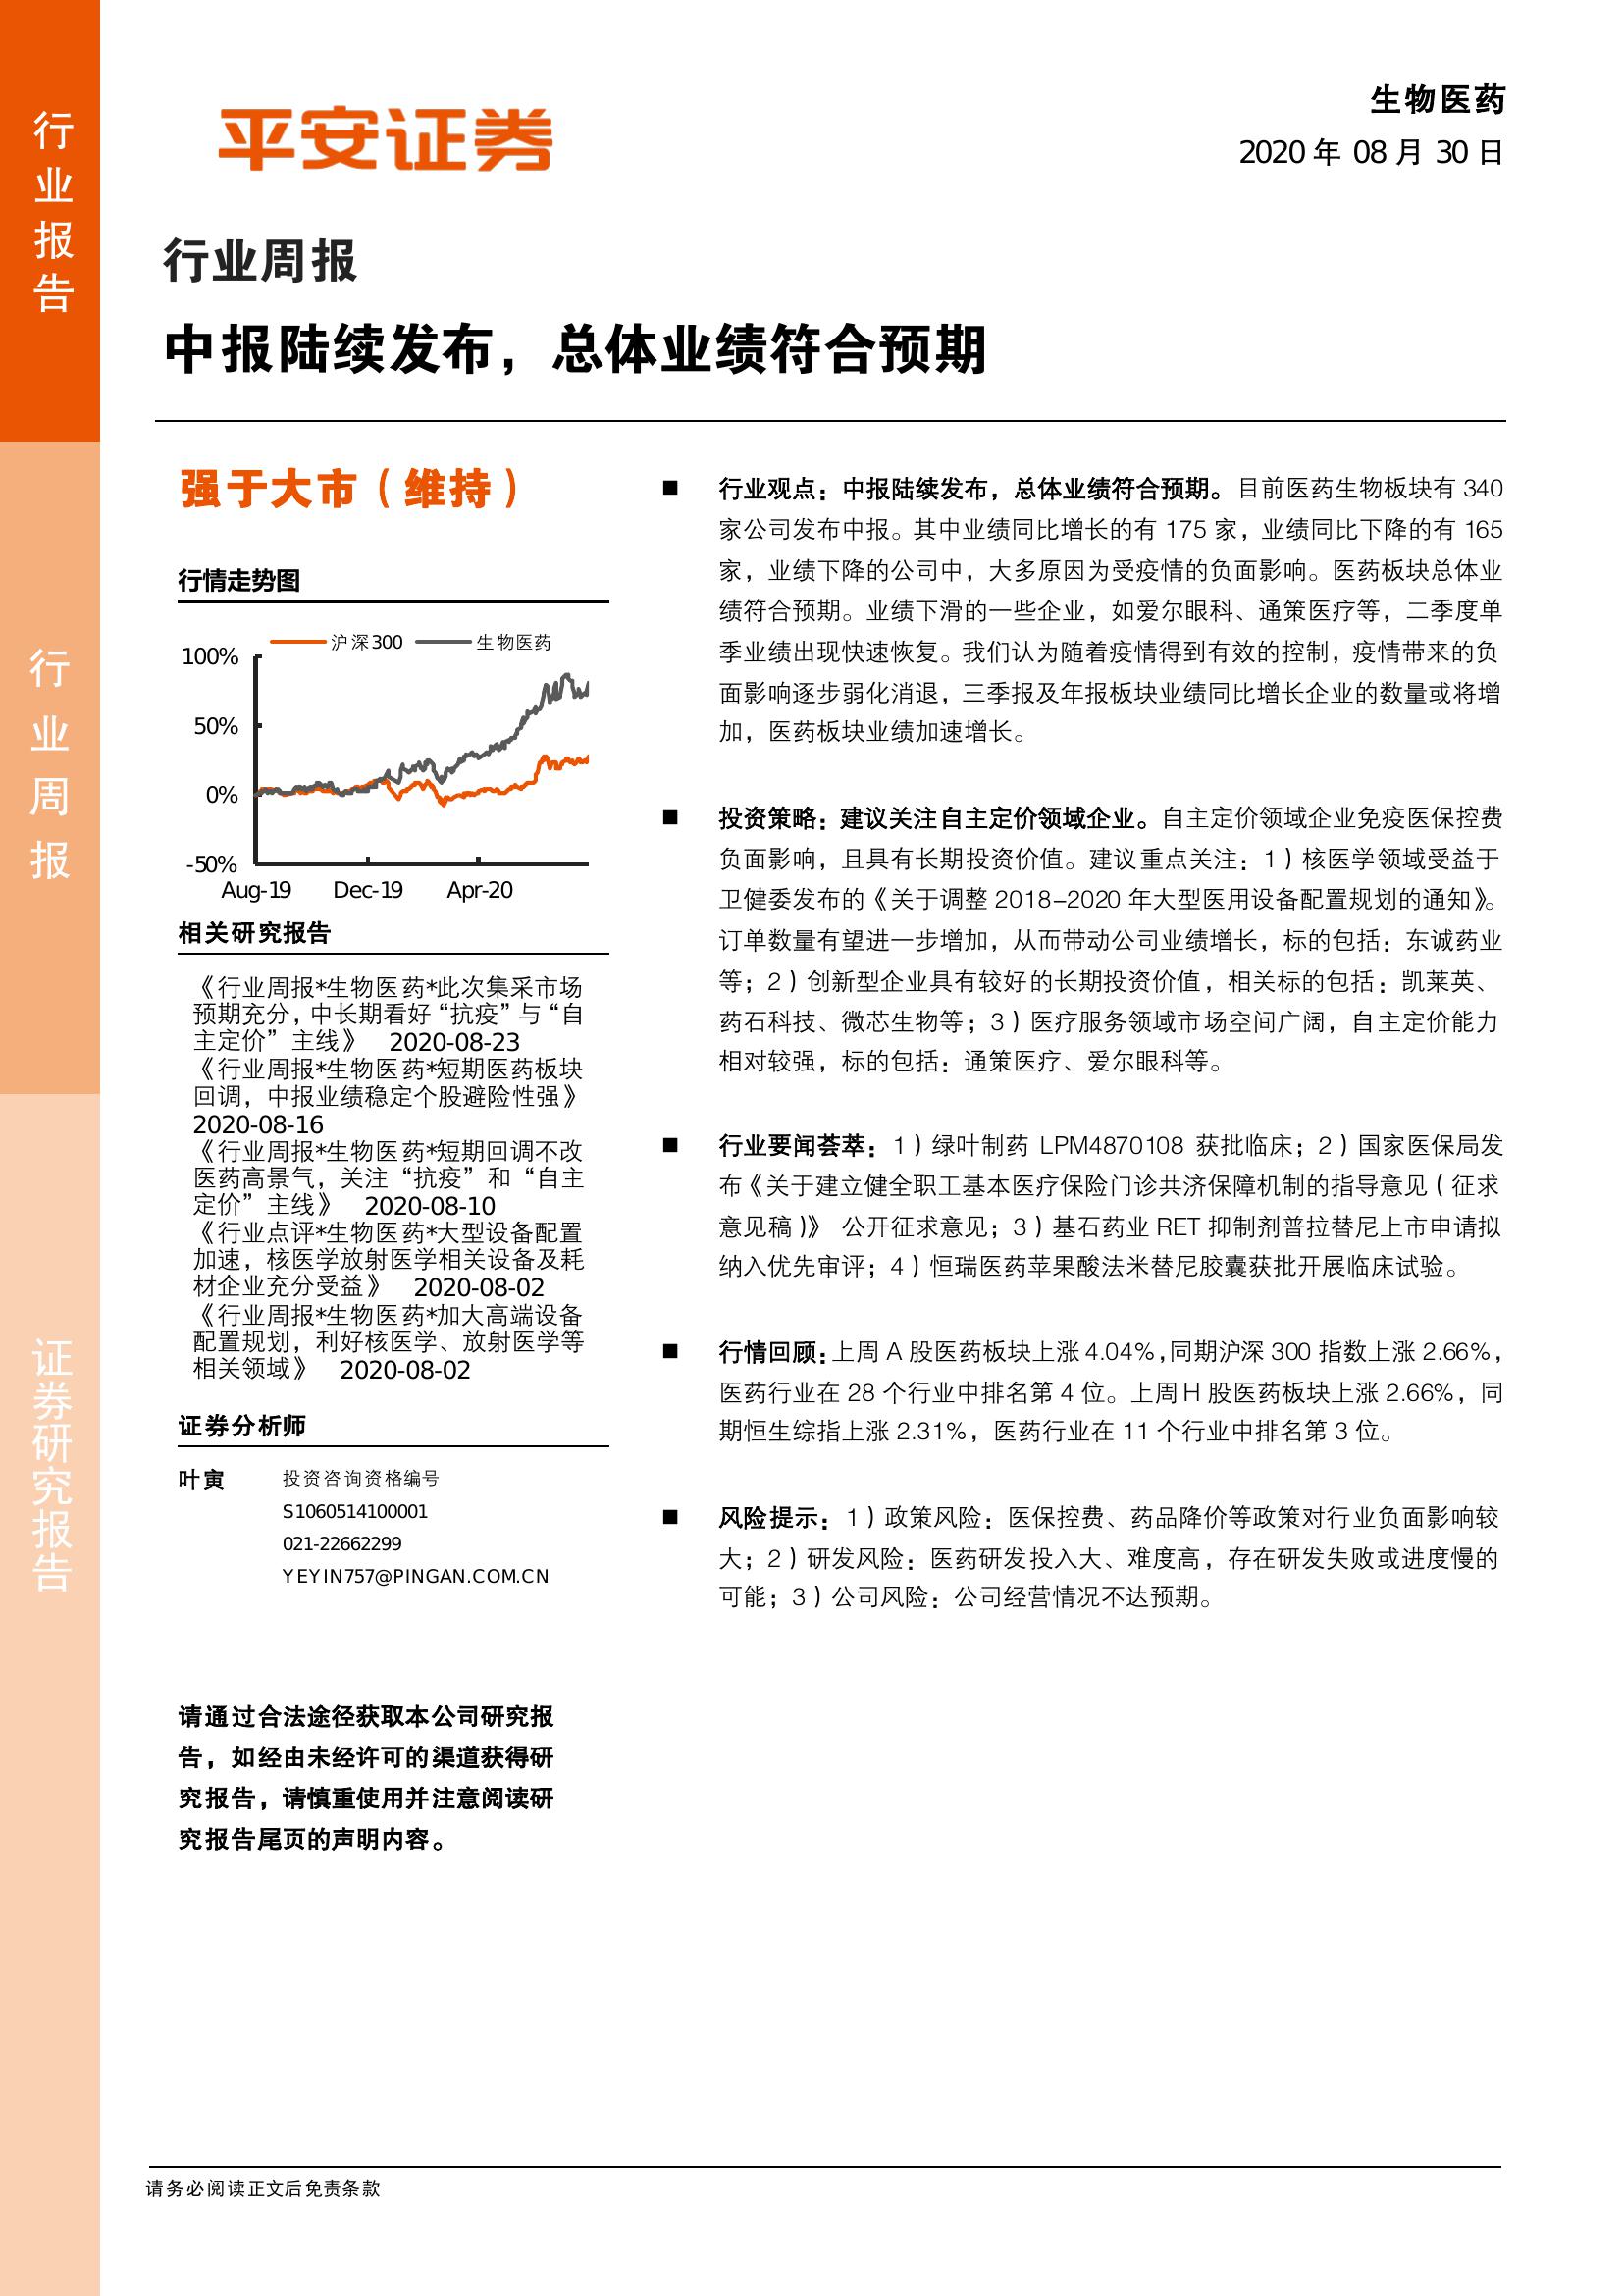 行业报告
行业周报
证券研究报告
平安证券
生物医药
2020 年 08 月 30 日
行业周报
中报陆续发布，总体业绩符合预期
强于大市（维持）
行情走势图
沪深300 生物医药
100%
50%
0%
-50%
Aug-19 Dec-19 Apr-20
相关研究报告
《行业周报*生物医药*此次集采市场
预期充分，中长期看好“抗疫”与“自
主定价”主线》 2020-08-23
《行业周报*生物医药*短期医药板块
回调，中报业绩稳定个股避险性强》
2020-08-16
《行业周报*生物医药*短期回调不改
医药高景气，关注“抗疫”和“自主
定价”主线》 2020-08-10
《行业点评*生物医药*大型设备配置
加速，核医学放射医学相关设备及耗
材企业充分受益》 2020-08-02
《行业周报*生物医药*加大高端设备
配置规划，利好核医学、放射医学等
相关领域》 2020-08-02
证券分析师
叶寅 投资咨询资格编号
S1060514100001
021-22662299
YEYIN757@PINGAN.COM.CN
请通过合法途径获取本公司研究报
告，如经由未经许可的渠道获得研
究报告，请慎重使用并注意阅读研
究报告尾页的声明内容。
■ 行业观点：中报陆续发布，总体业绩符合预期。目前医药生物板块有 340
家公司发布中报。其中业绩同比增长的有 175 家，业绩同比下降的有 165
家，业绩下降的公司中，大多原因为受疫情的负面影响。医药板块总体业
绩符合预期。业绩下滑的一些企业，如爱尔眼科、通策医疗等，二季度单
季业绩出现快速恢复。我们认为随着疫情得到有效的控制，疫情带来的负
面影响逐步弱化消退，三季报及年报板块业绩同比增长企业的数量或将增
加，医药板块业绩加速增长。
■ 投资策略：建议关注自主定价领域企业。自主定价领域企业免疫医保控费
负面影响，且具有长期投资价值。建议重点关注：1）核医学领域受益于
卫健委发布的《关于调整 2018-2020 年大型医用设备配置规划的通知》。
订单数量有望进一步增加，从而带动公司业绩增长，标的包括：东诚药业
等；2）创新型企业具有较好的长期投资价值，相关标的包括：凯莱英、
药石科技、微芯生物等；3）医疗服务领域市场空间广阔，自主定价能力
相对较强，标的包括：通策医疗、爱尔眼科等。
■ 行业要闻荟萃：1）绿叶制药 LPM4870108 获批临床；2）国家医保局发
布《关于建立健全职工基本医疗保险门诊共济保障机制的指导意见（征求
意见稿）》 公开征求意见；3）基石药业 RET 抑制剂普拉替尼上市申请拟
纳入优先审评；4）恒瑞医药苹果酸法米替尼胶囊获批开展临床试验。
■ 行情回顾：上周 A 股医药板块上涨 4.04%，同期沪深 300 指数上涨 2.66%，
医药行业在 28 个行业中排名第 4 位。上周 H 股医药板块上涨 2.66%，同
期恒生综指上涨 2.31%，医药行业在 11 个行业中排名第 3 位。
■ 风险提示：1）政策风险：医保控费、药品降价等政策对行业负面影响较
大；2）研发风险：医药研发投入大、难度高，存在研发失败或进度慢的
可能；3）公司风险：公司经营情况不达预期。
请务必阅读正文后免责条款